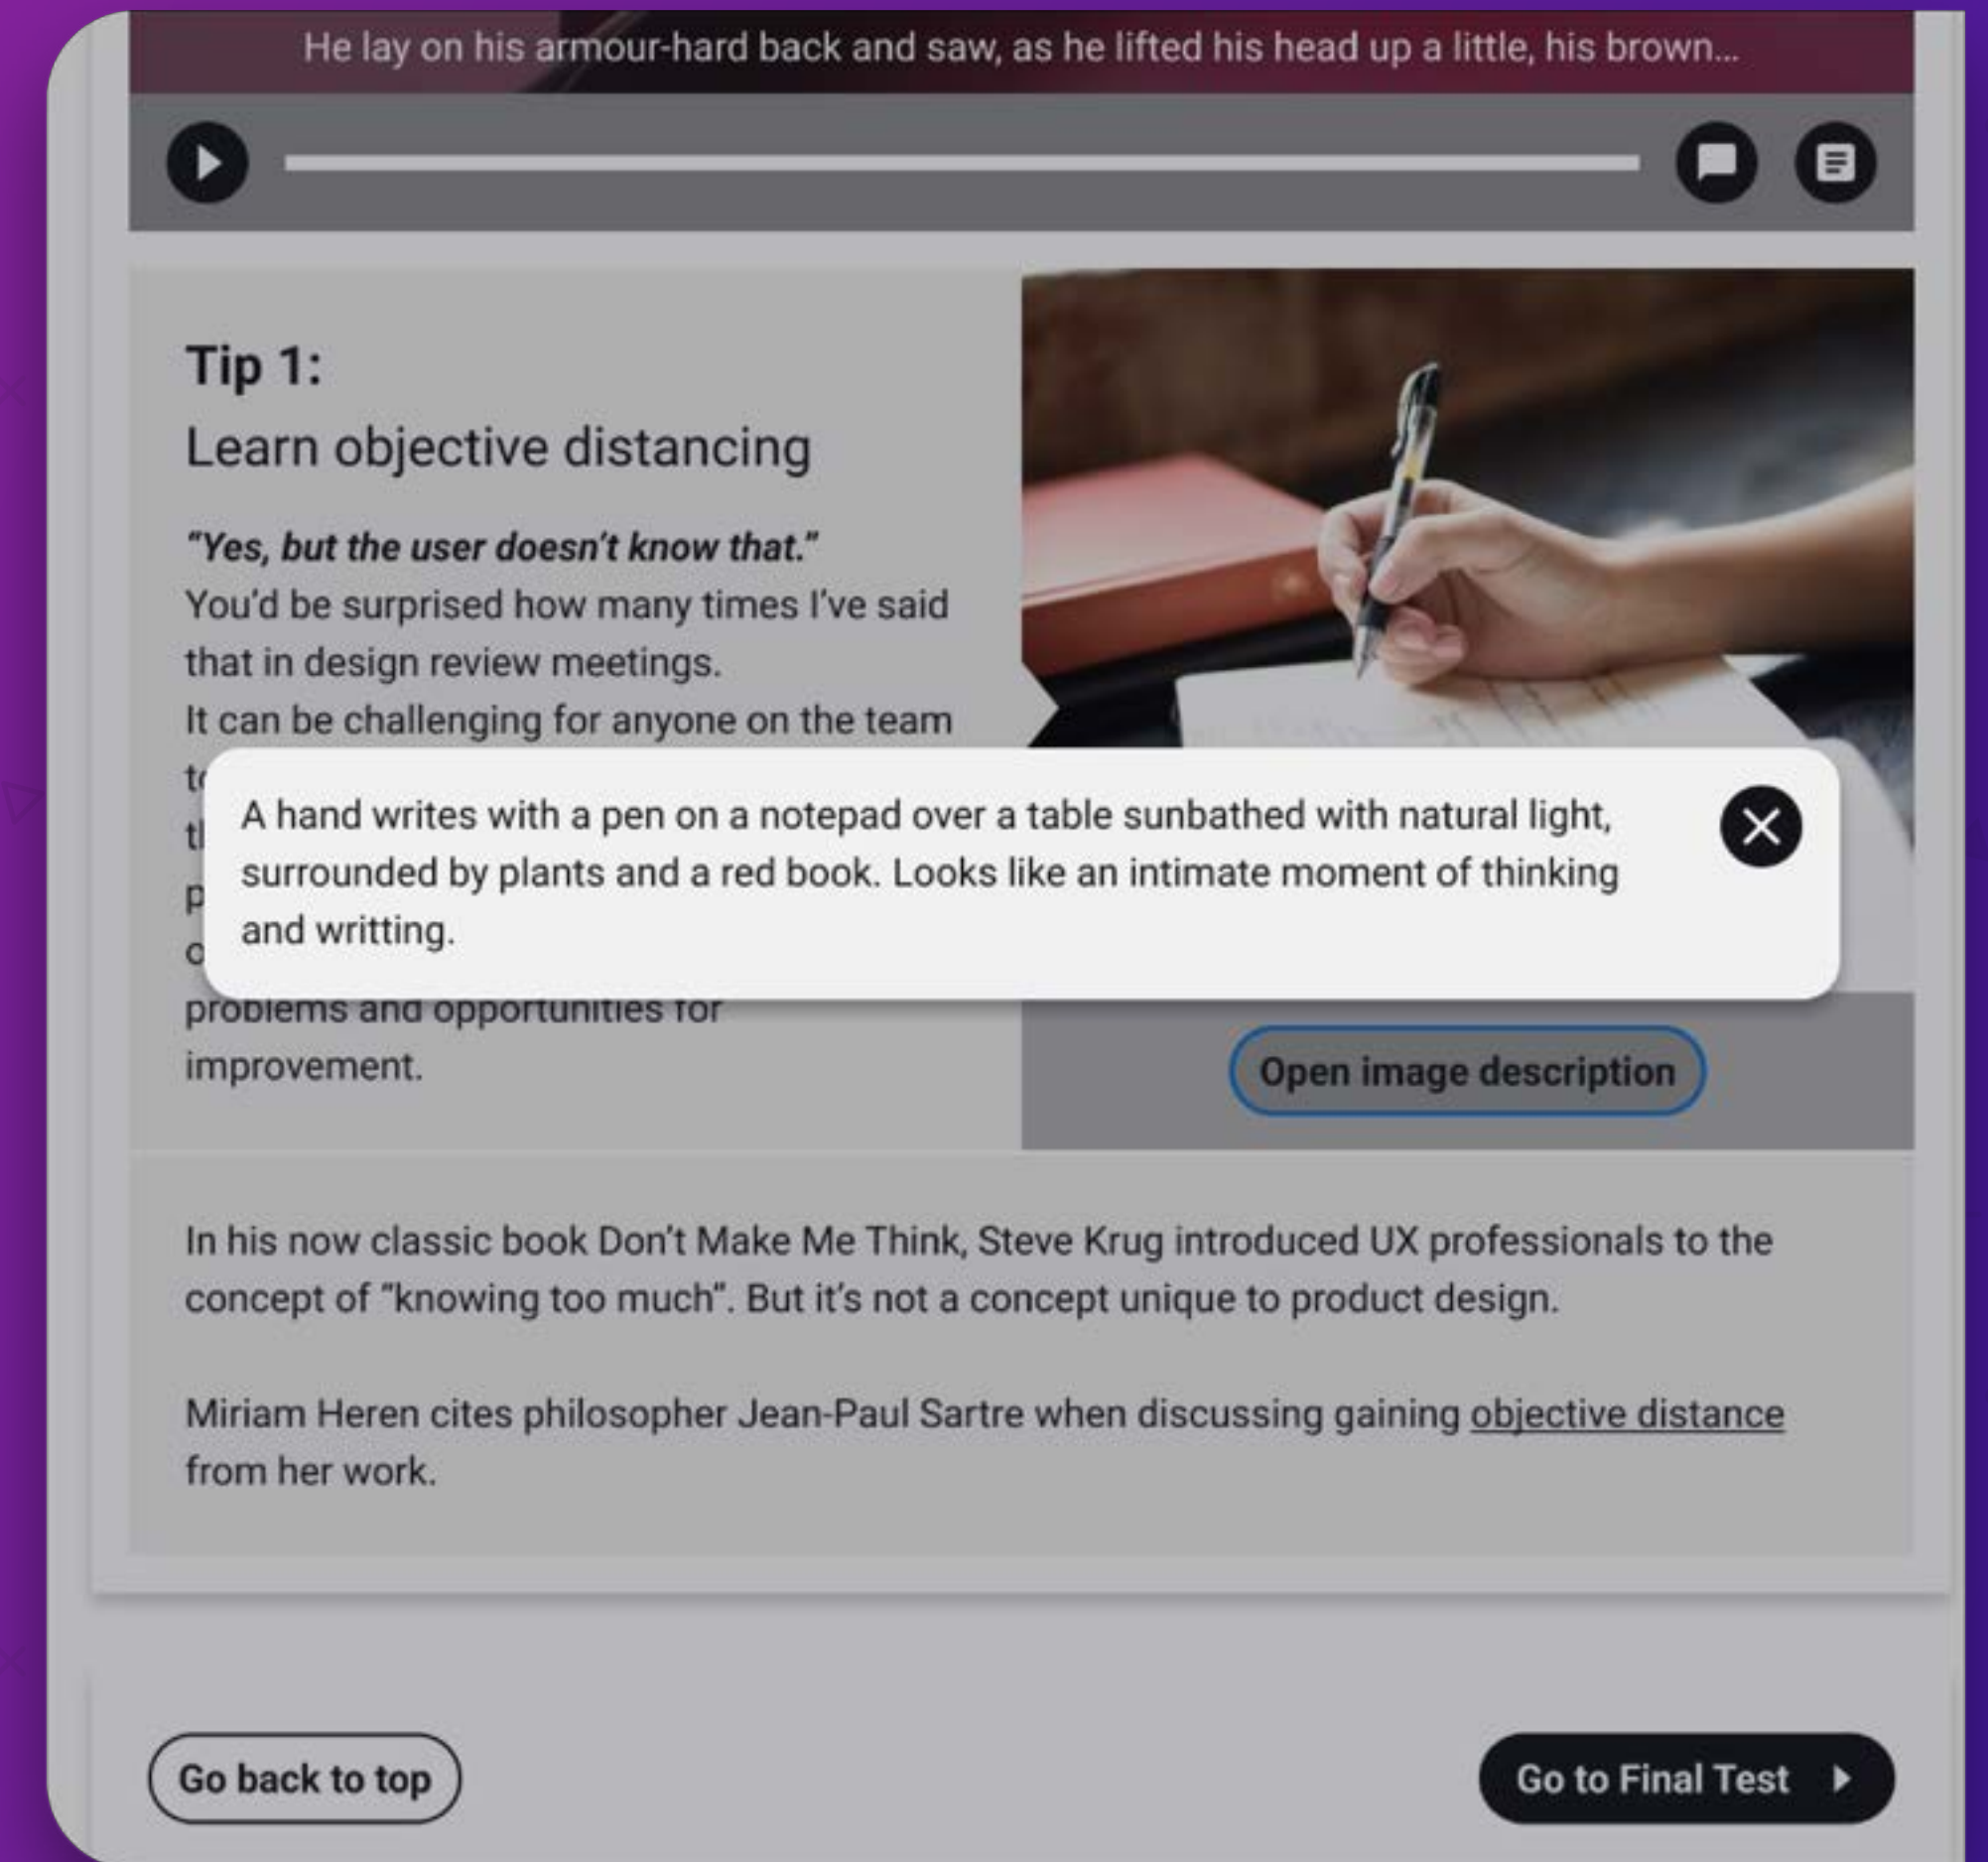 He lay on his armour-hard back and saw, as he lifted his head up a little, his brown...
Tip 1:
Learn objective distancing
“Yes, but the user doesn’t know that.”
You’d be surprised how many times I’ve said
that in design review meetings.
It can be challenging for anyone on the team
A hand writes with a pen on a notepad over a table sunbathed with natural light,
surrounded by plants and a red book. Looks like an intimate moment of thinking
and writting.
problems and opportunities for
improvement.
Open image description
In his now classic book Don’t Make Me Think, Steve Krug introduced UX professionals to the
concept of “knowing too much”. But it’s not a concept unique to product design.
Miriam Heren cites philosopher Jean-Paul Sartre when discussing gaining objective distance
from her work.
Go back to top
Go to Final Test